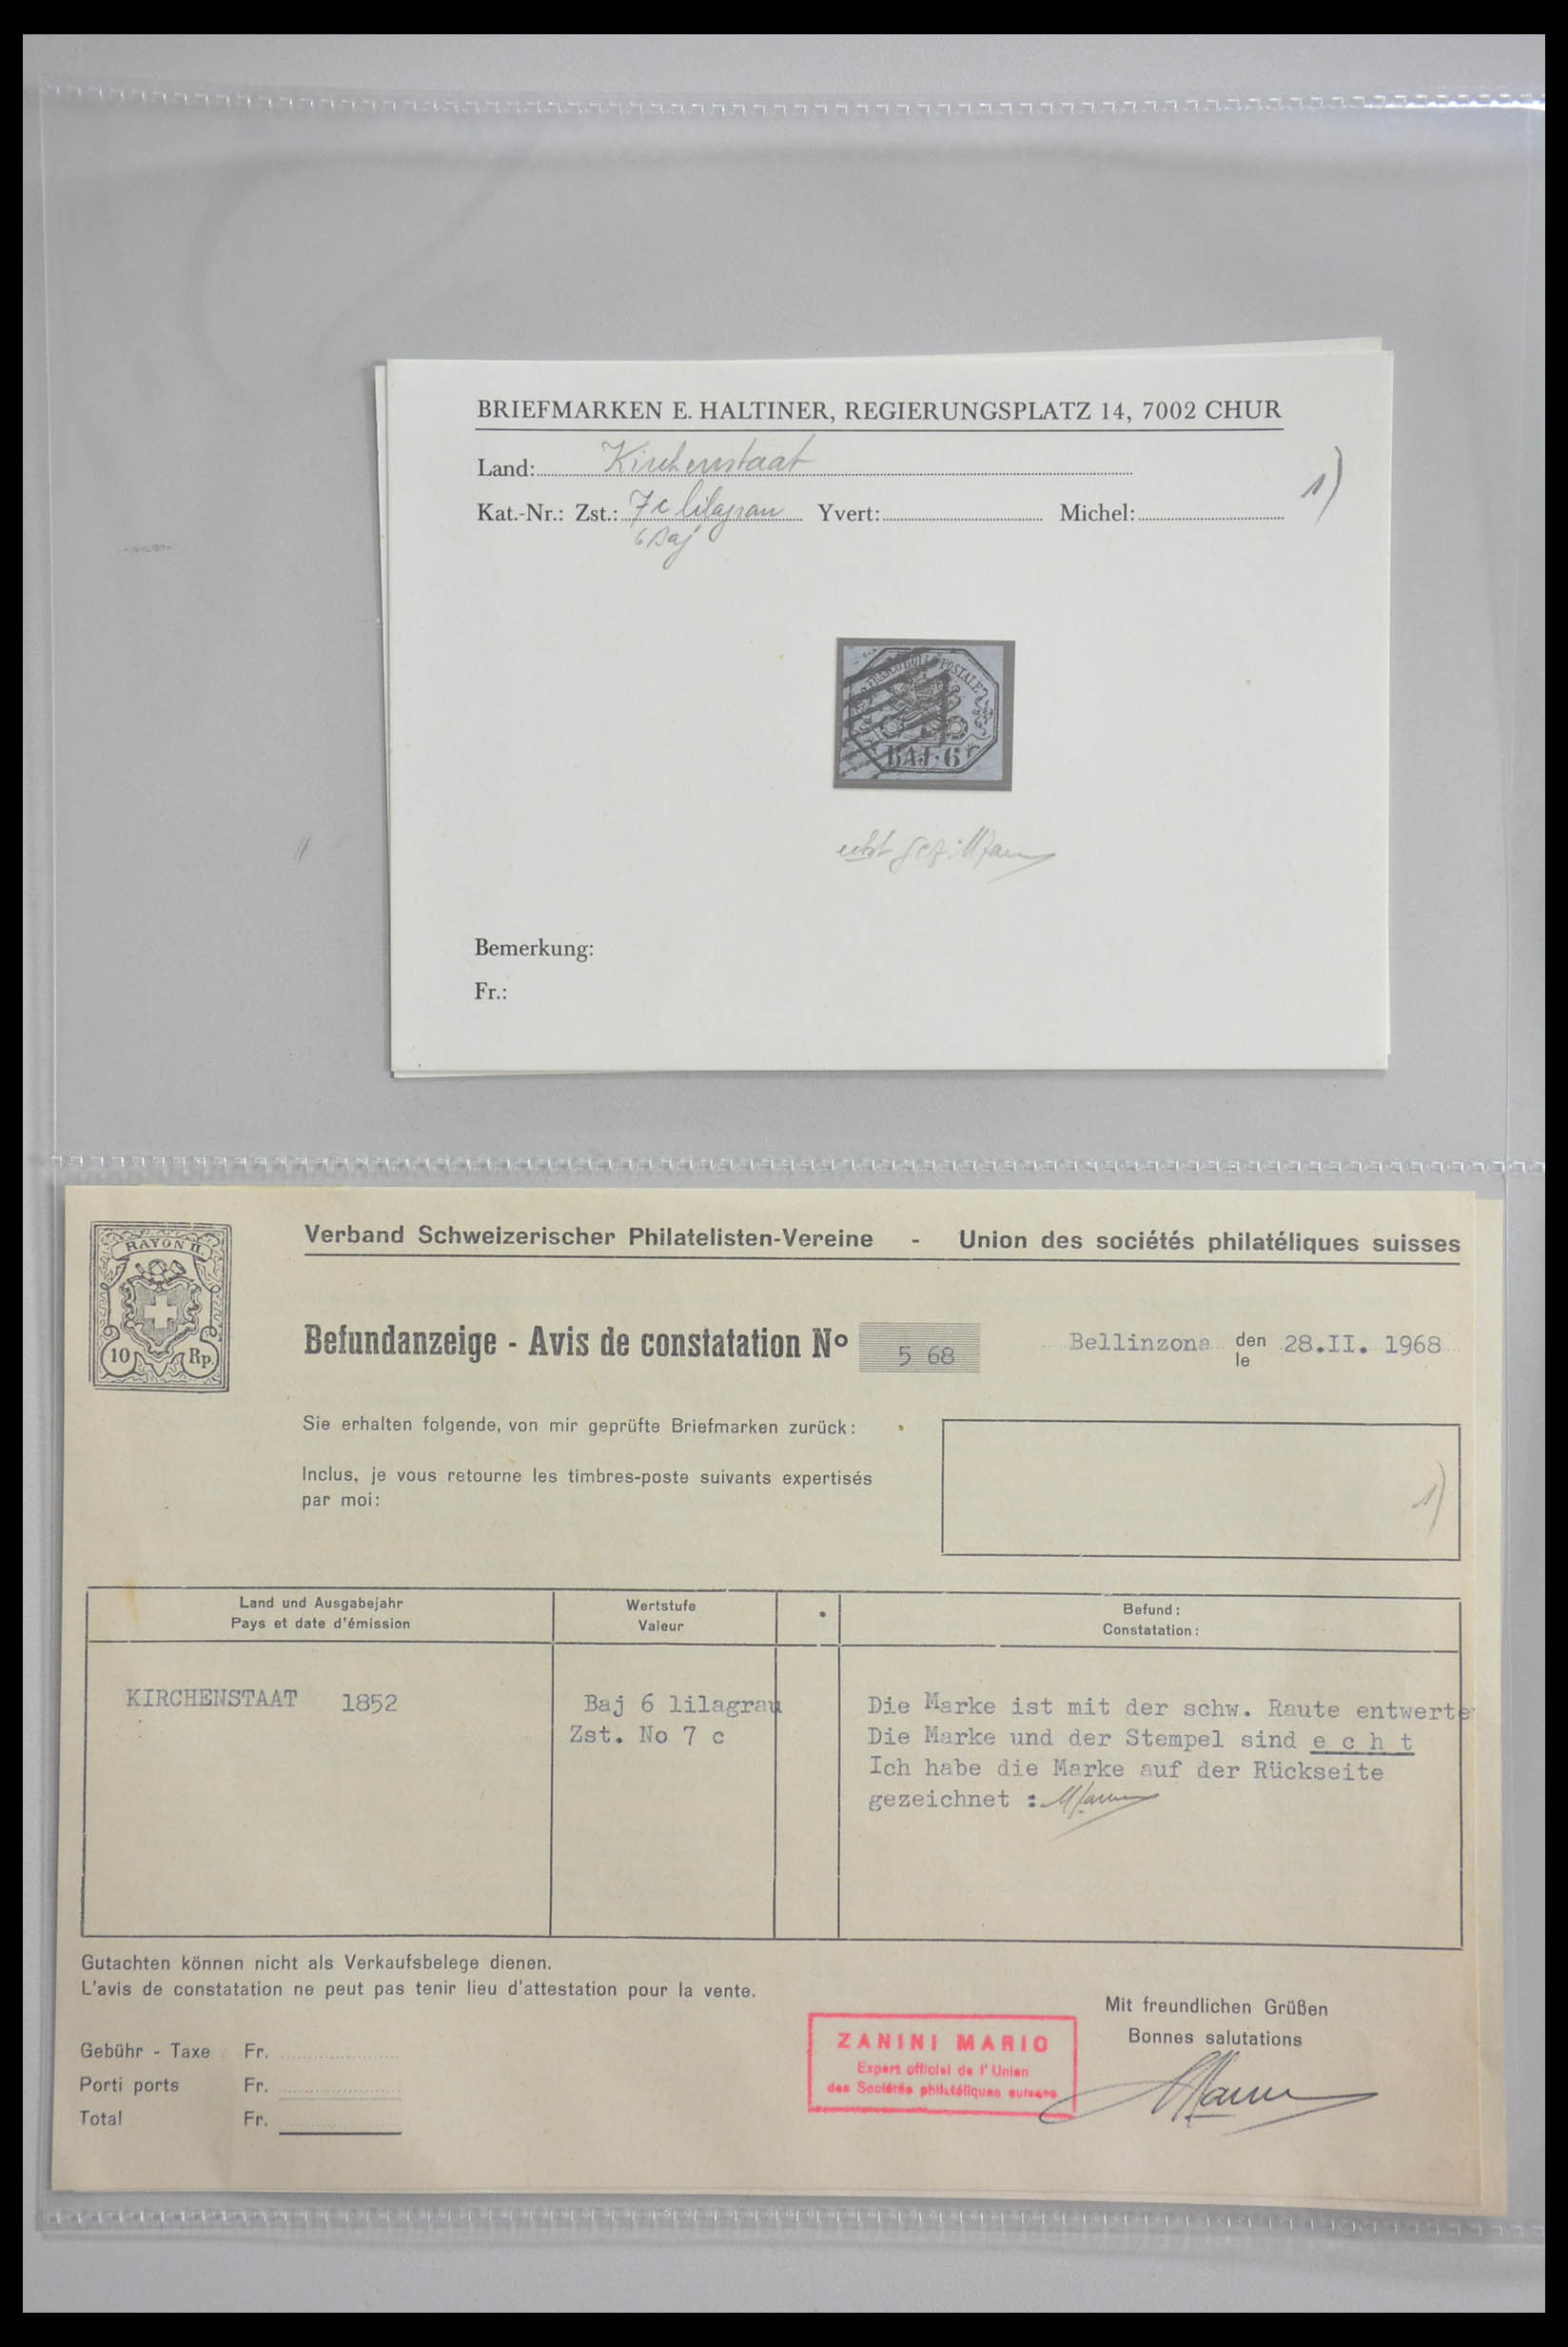 BRIEFMARKEN E. HALTINER, REGIERUNGSPLATZ 14, 7002 CHUR
Land: Kirchenstaat
1)
Kat.-Nr.: Zst.: 7c lilagrau Yvert: Michel:
6 Baj
FRANCO BOLLO POSTALE
BAJ·6
echt
Bemerkung:
Fr.:
RAYON II.
10 Rp.
Verband Schweizerischer Philatelisten-Vereine - Union des sociétés philatéliques suisses
Befundanzeige - Avis de constatation Nº 5 68
Bellinzona den 28.II. 1968
le
Sie erhalten folgende, von mir geprüfte Briefmarken zurück:
Inclus, je vous retourne les timbres-poste suivants expertisés
par moi:
1)
Land und Ausgabejahr
Pays et date d'émission
Wertstufe
Valeur
*
Befund:
Constatation:
KIRCHENSTAAT 1852
Baj 6 lilagrau
Zst. No 7 c
Die Marke ist mit der schw. Raute entwerte
Die Marke und der Stempel sind e c h t
Ich habe die Marke auf der Rückseite
gezeichnet :
Gutachten können nicht als Verkaufsbelege dienen.
L'avis de constatation ne peut pas tenir lieu d'attestation pour la vente.
Gebühr - Taxe Fr.
Porti ports Fr.
Total Fr.
ZANINI MARIO
Expert officiel de l'Union
des Sociétés philatéliques suisses
Mit freundlichen Grüßen
Bonnes salutations